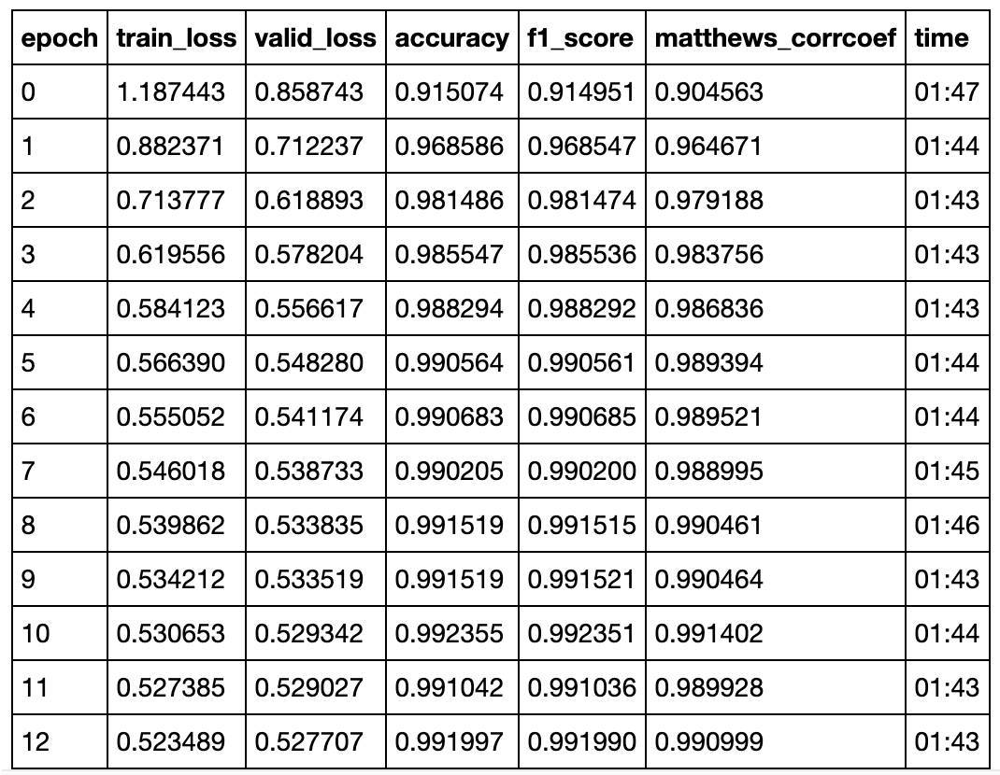 epoch train_loss valid_loss accuracy f1_score matthews_corrcoef time
0 1.187443 0.858743 0.915074 0.914951 0.904563 01:47
1 0.882371 0.712237 0.968586 0.968547 0.964671 01:44
2 0.713777 0.618893 0.981486 0.981474 0.979188 01:43
3 0.619556 0.578204 0.985547 0.985536 0.983756 01:43
4 0.584123 0.556617 0.988294 0.988292 0.986836 01:43
5 0.566390 0.548280 0.990564 0.990561 0.989394 01:44
6 0.555052 0.541174 0.990683 0.990685 0.989521 01:44
7 0.546018 0.538733 0.990205 0.990200 0.988995 01:45
8 0.539862 0.533835 0.991519 0.991515 0.990461 01:46
9 0.534212 0.533519 0.991519 0.991521 0.990464 01:43
10 0.530653 0.529342 0.992355 0.992351 0.991402 01:44
11 0.527385 0.529027 0.991042 0.991036 0.989928 01:43
12 0.523489 0.527707 0.991997 0.991990 0.990999 01:43